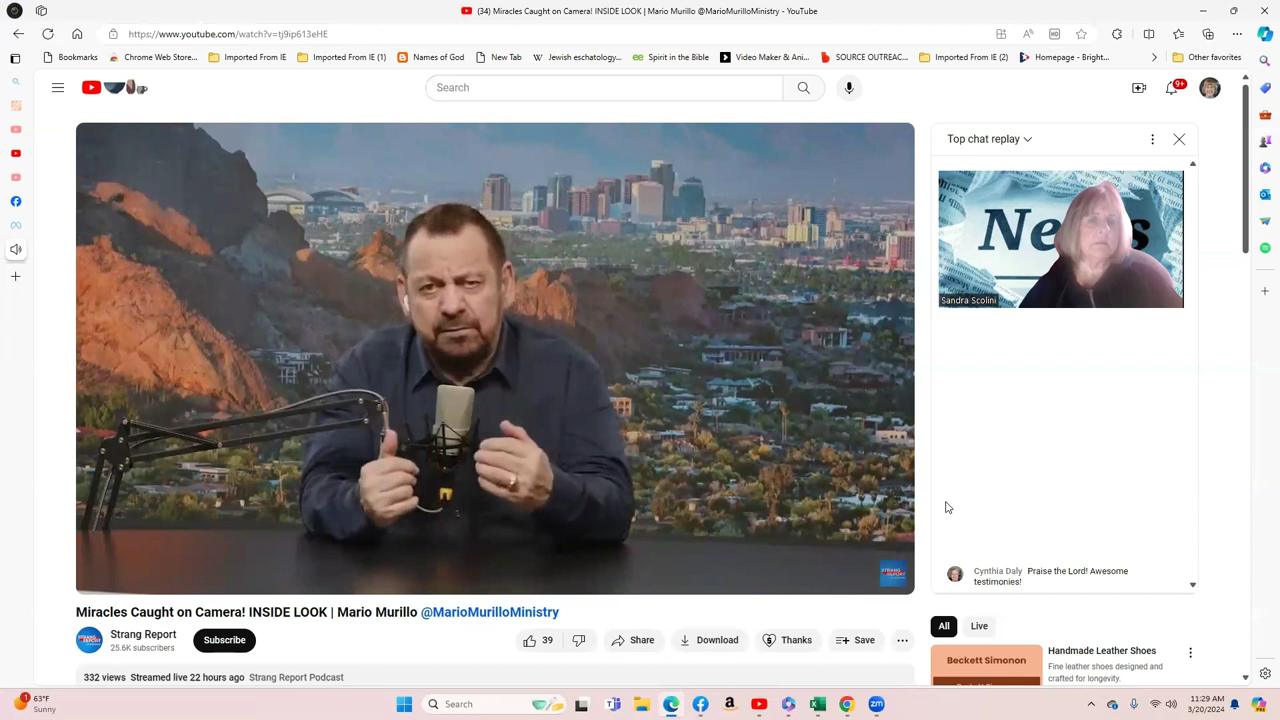 (34) Miracles Caught on Camera! INSIDE LOOK | Mario Murillo @MarioMurilloMinistry - YouTube
https://www.youtube.com/watch?v=tj9ip613eHE
Bookmarks
Chrome Web Store...
Imported From IE
Imported From IE (1)
Names of God
New Tab
Jewish eschatology...
Spirit in the Bible
Video Maker & Ani...
SOURCE OUTREAC...
Imported From IE (2)
Homepage - Bright...
Other favorites
Search
9+
Top chat replay
Ne s
Sandra Scolini
STRANG
REPORT
Cynthia Daly Praise the Lord! Awesome
testimonies!
Miracles Caught on Camera! INSIDE LOOK | Mario Murillo @MarioMurilloMinistry
Strang Report
25.6K subscribers
Subscribe
39
Share
Download
Thanks
Save
332 views Streamed live 22 hours ago Strang Report Podcast
All
Live
Beckett Simonon
Handmade Leather Shoes
Fine leather shoes designed and
crafted for longevity.
1
63°F
Sunny
Search
11:29 AM
3/20/2024